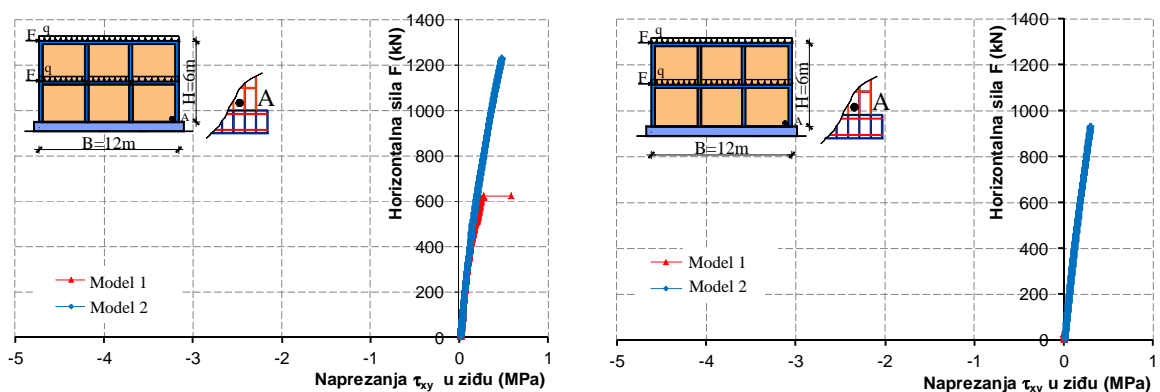 1400
1200
1000
800
600
400
200
0
-5 -4 -3 -2 -1 0 1
Horizontalna sila F (kN)
Naprezanja τxy u ziđu (MPa)
q
F
q
F
H=6m
A
B=12m
A
Model 1
Model 2
1400
1200
1000
800
600
400
200
0
-5 -4 -3 -2 -1 0 1
Horizontalna sila F (kN)
Naprezanja τxy u ziđu (MPa)
q
F
q
F
H=6m
A
B=12m
A
Model 1
Model 2